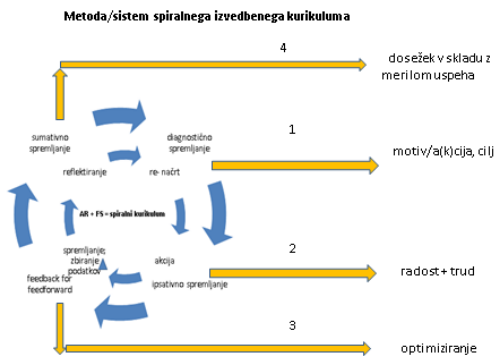 Metoda/sistem spiralnega izvedbenega kurikuluma
4
dosežek v skladu z
merilom uspeha
sumativno
spremljanje
diagnostično
spremljanje
1
motiv/a(k)cija, cilj
reflektiranje
re- načrt
AR + FS = spiralni kurikulum
spremljanje;
zbiranje
podatkov
akcija
2
radost+ trud
feedback for
feedforward
ipsativno spremljanje
3
optimiziranje